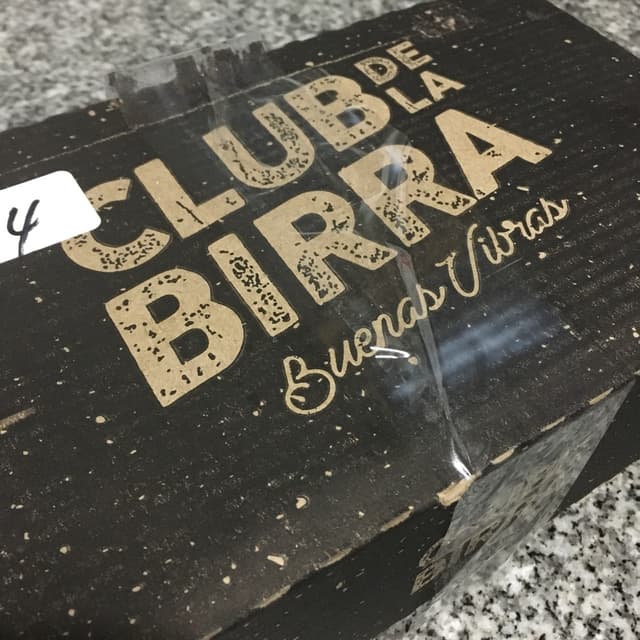 CLUB DE LA
BIRRA
Buenas Vibras
4